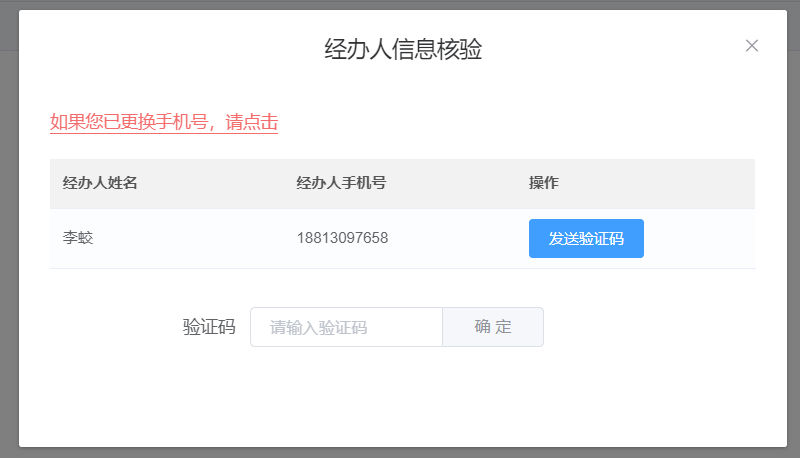 经办人信息核验
如果您已更换手机号，请点击
经办人姓名 经办人手机号 操作
李蛟 18813097658 发送验证码
验证码 请输入验证码 确 定